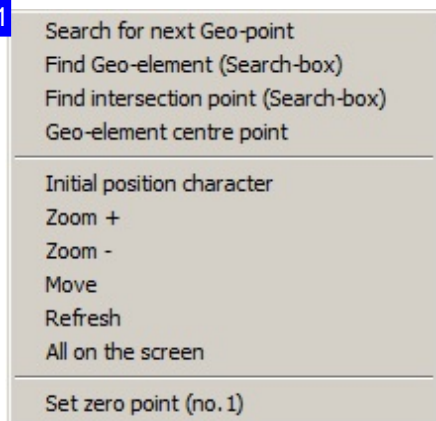 1
Search for next Geo-point
Find Geo-element (Search-box)
Find intersection point (Search-box)
Geo-element centre point
Initial position character
Zoom +
Zoom -
Move
Refresh
All on the screen
Set zero point (no.1)